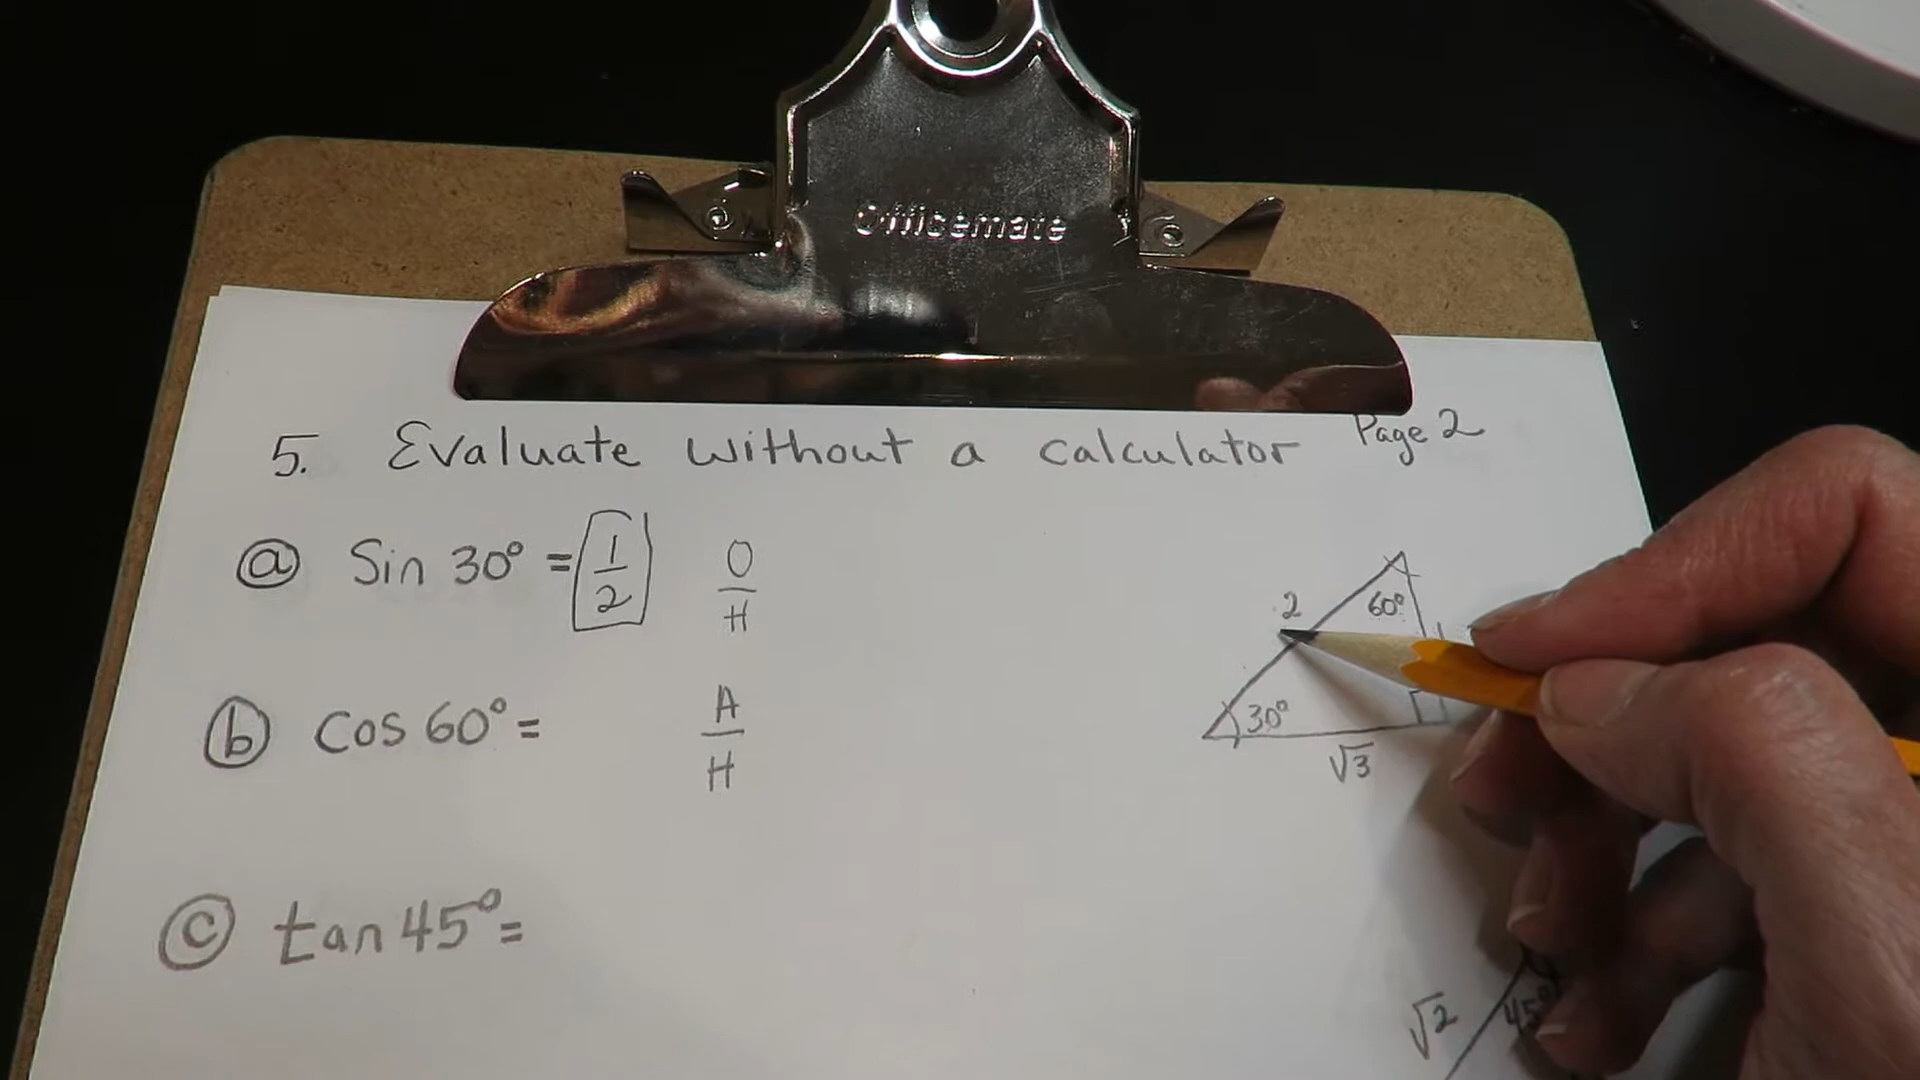 Officemate
Page 2
5. Evaluate without a calculator
ⓐ Sin 30° = 1/2 O/H
ⓑ cos 60° = A/H
ⓒ tan 45° =
2
60°
30°
√3
√2
45°